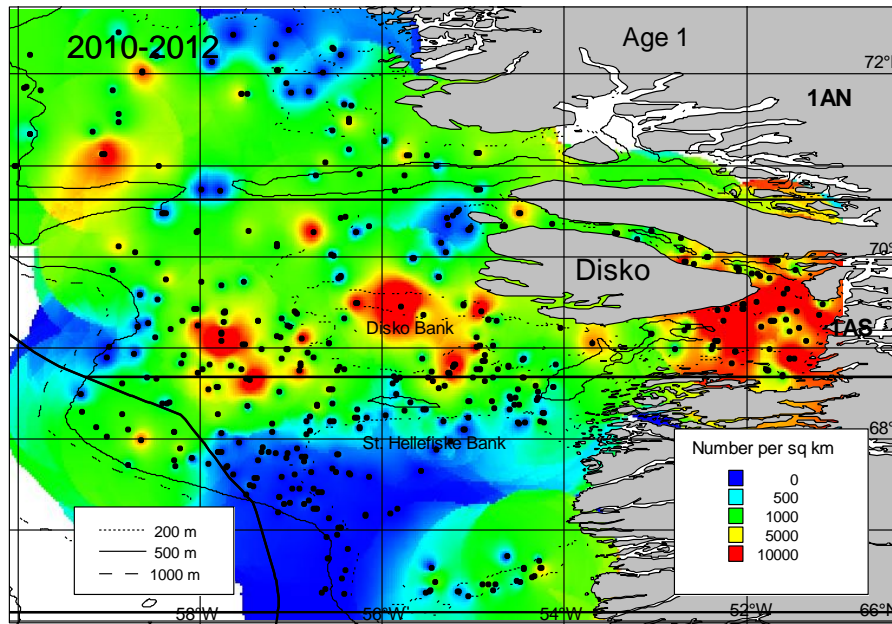 2010-2012
Age 1
72°N
1AN
70°N
Disko
1AS
Disko Bank
St. Hellefiske Bank
68°N
Number per sq km
0
500
1000
5000
10000
200 m
500 m
1000 m
58°W
56°W
54°W
52°W
66°N